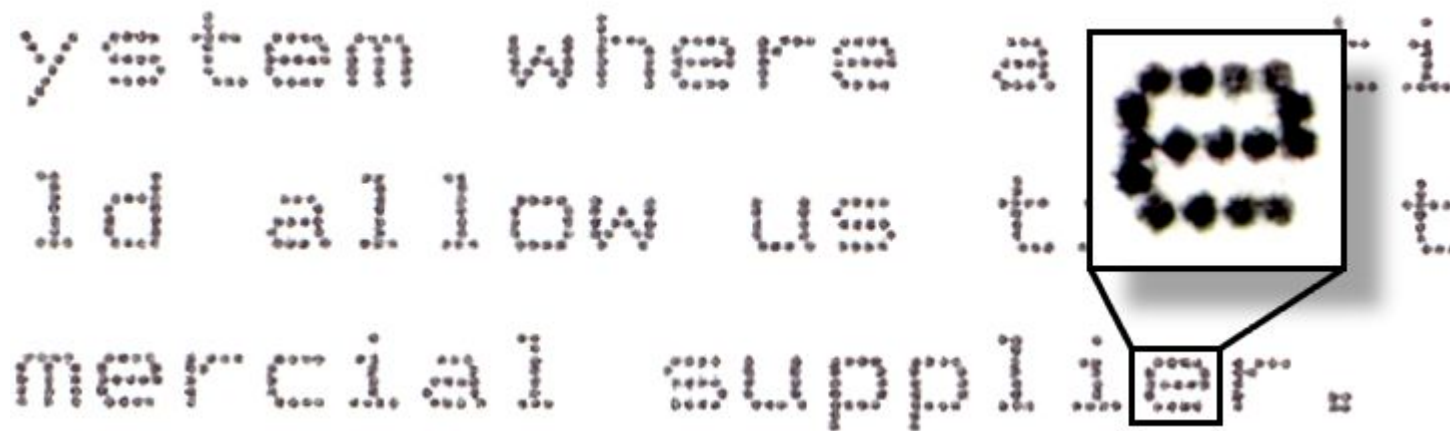 ystem where a
ld allow us t
mercial supplier.